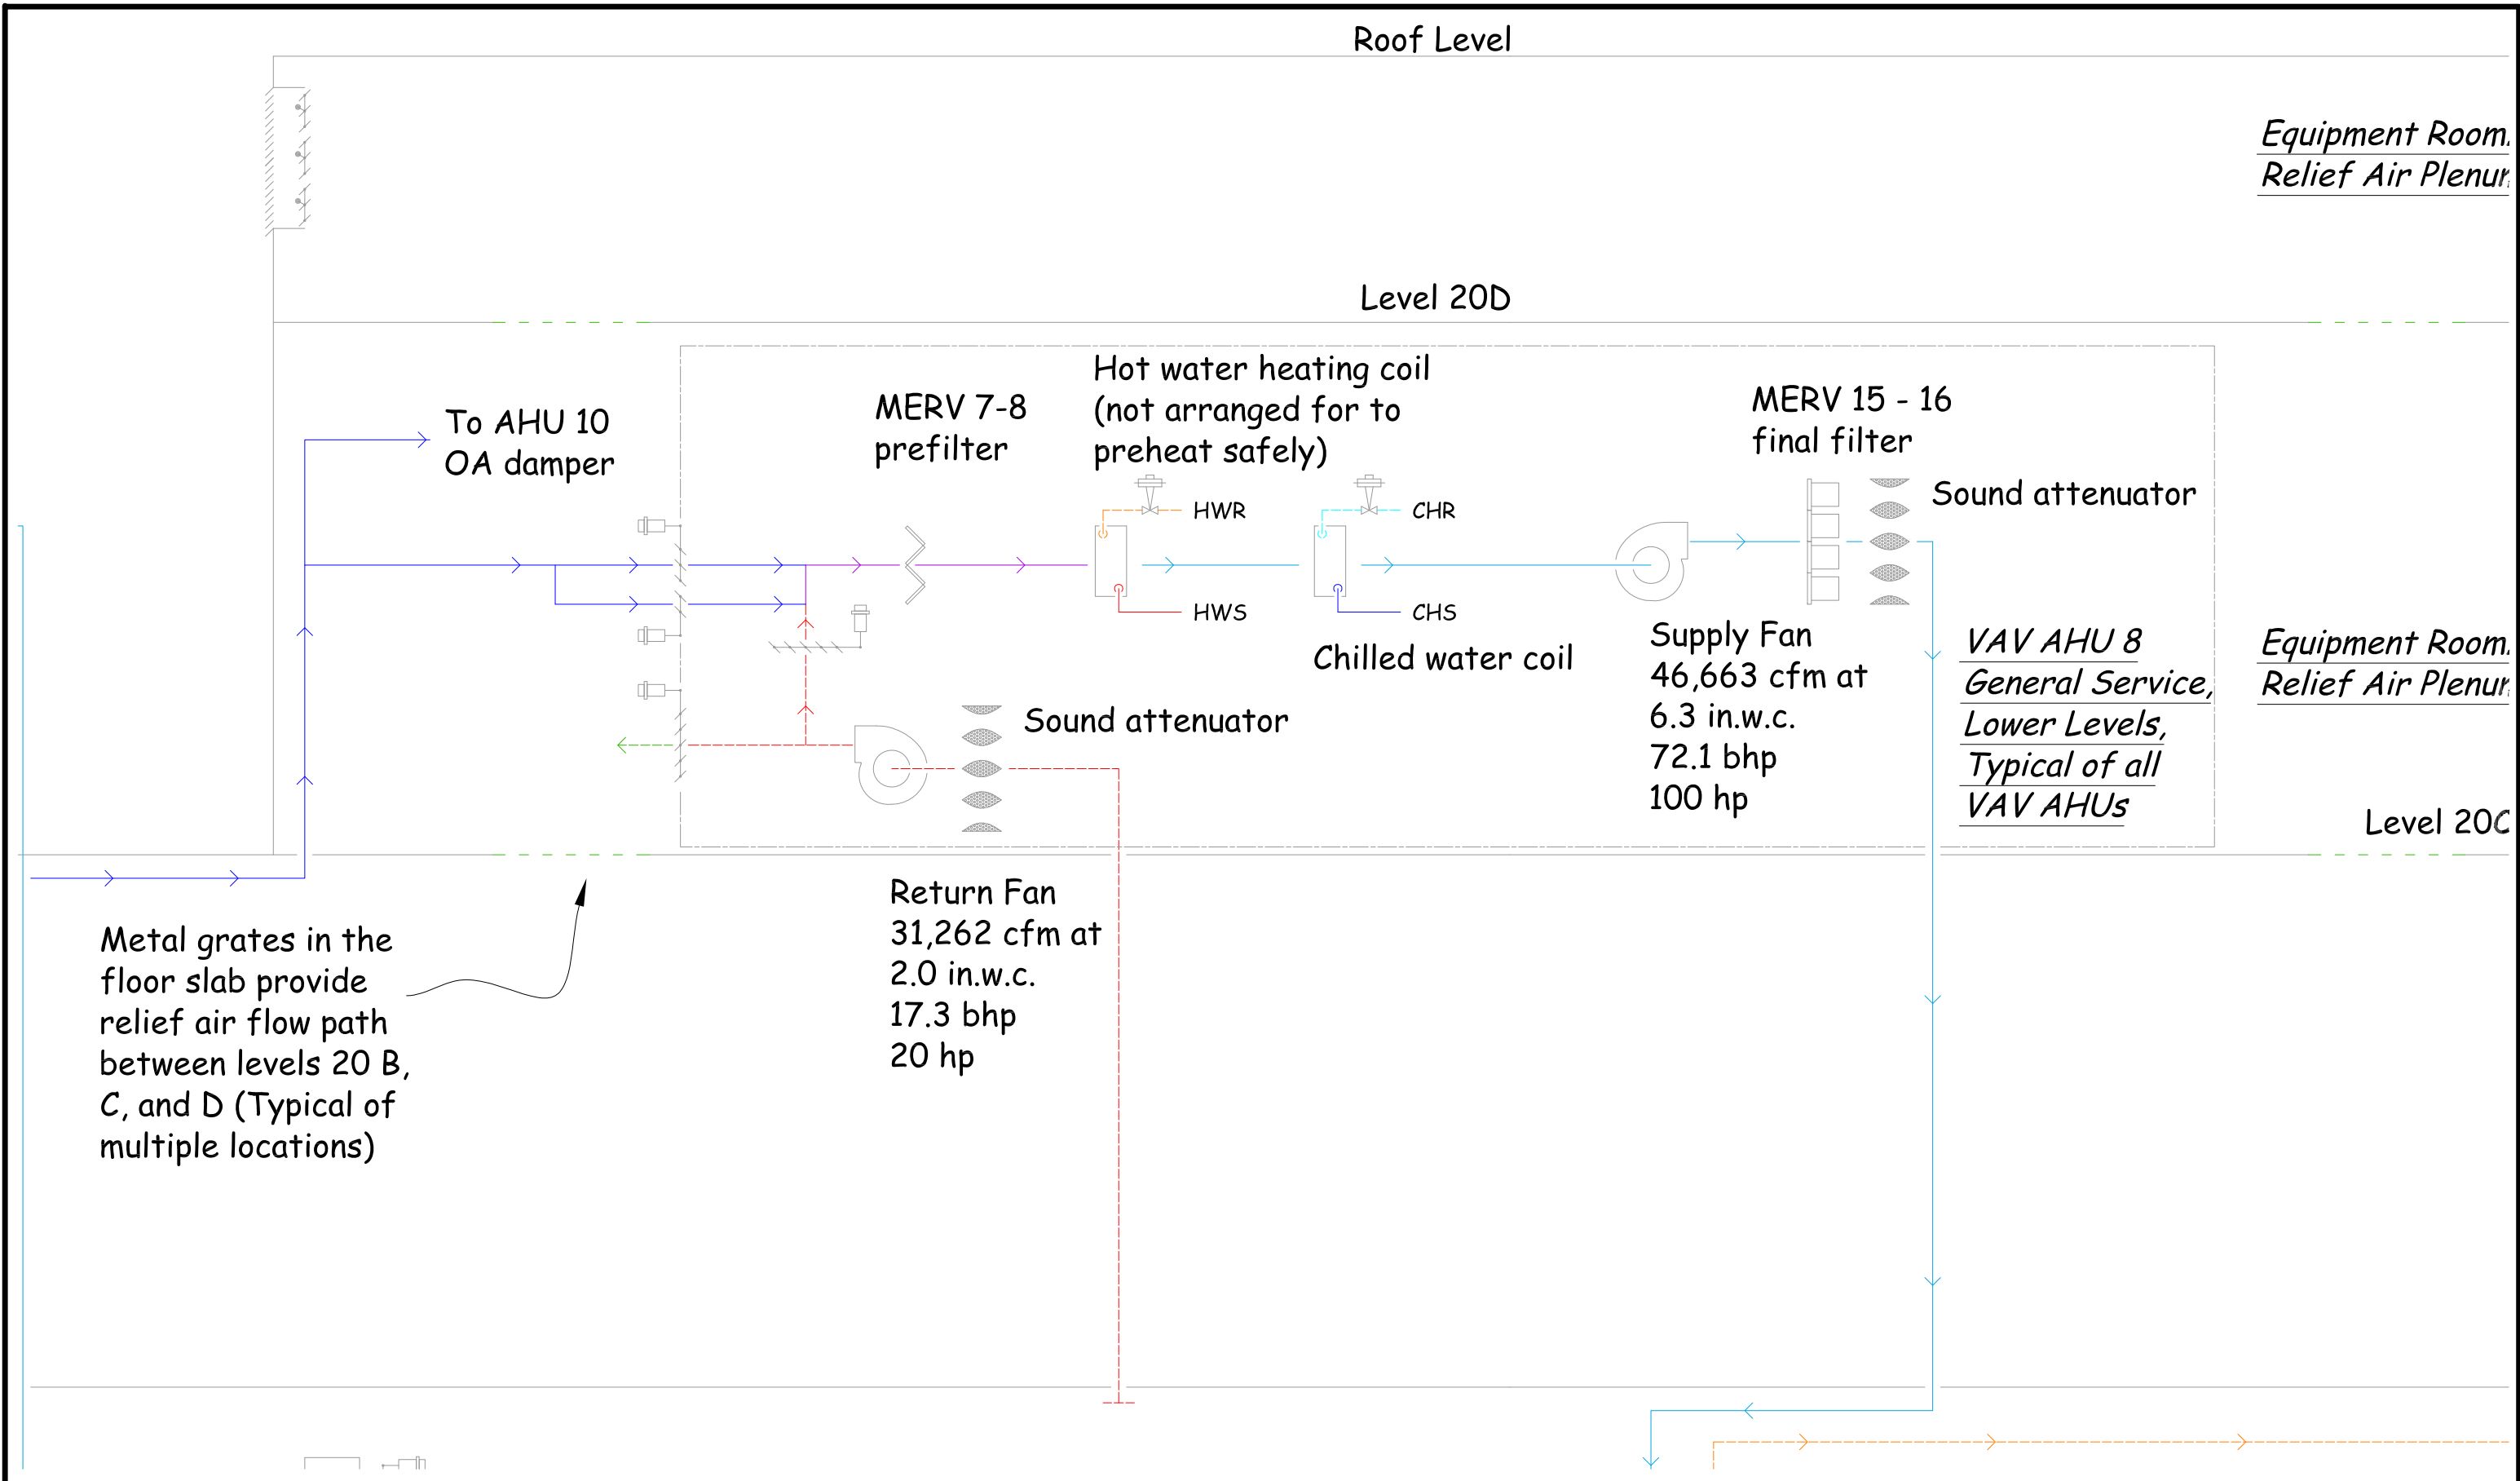 Roof Level
Equipment Room
Relief Air
Level 20D
To AHU 10
OA damper
MERV 7-8
prefilter
Hot water heating coil
(not arranged for to
preheat safely)
MERV 15 - 16
final filter
Sound attenuator
HWR
CHR
HWS
CHS
Chilled water coil
Supply Fan
46,663 cfm at
6.3 in.w.c.
72.1 bhp
100 hp
VAV AHU 8
General Service,
Lower Levels,
Typical of all
VAV AHUs
Equipment Room
Relief Air
Sound attenuator
Level 20C
Return Fan
31,262 cfm at
2.0 in.w.c.
17.3 bhp
20 hp
Metal grates in the
floor slab provide
relief air flow path
between levels 20 B,
C, and D (Typical of
multiple locations)